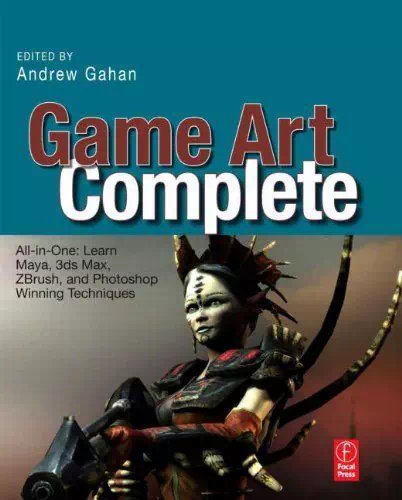 EDITED BY
Andrew Gahan
Game Art
Complete
All-in-One: Learn
Maya, 3ds Max,
ZBrush, and Photoshop
Winning Techniques
f
Focal
Press